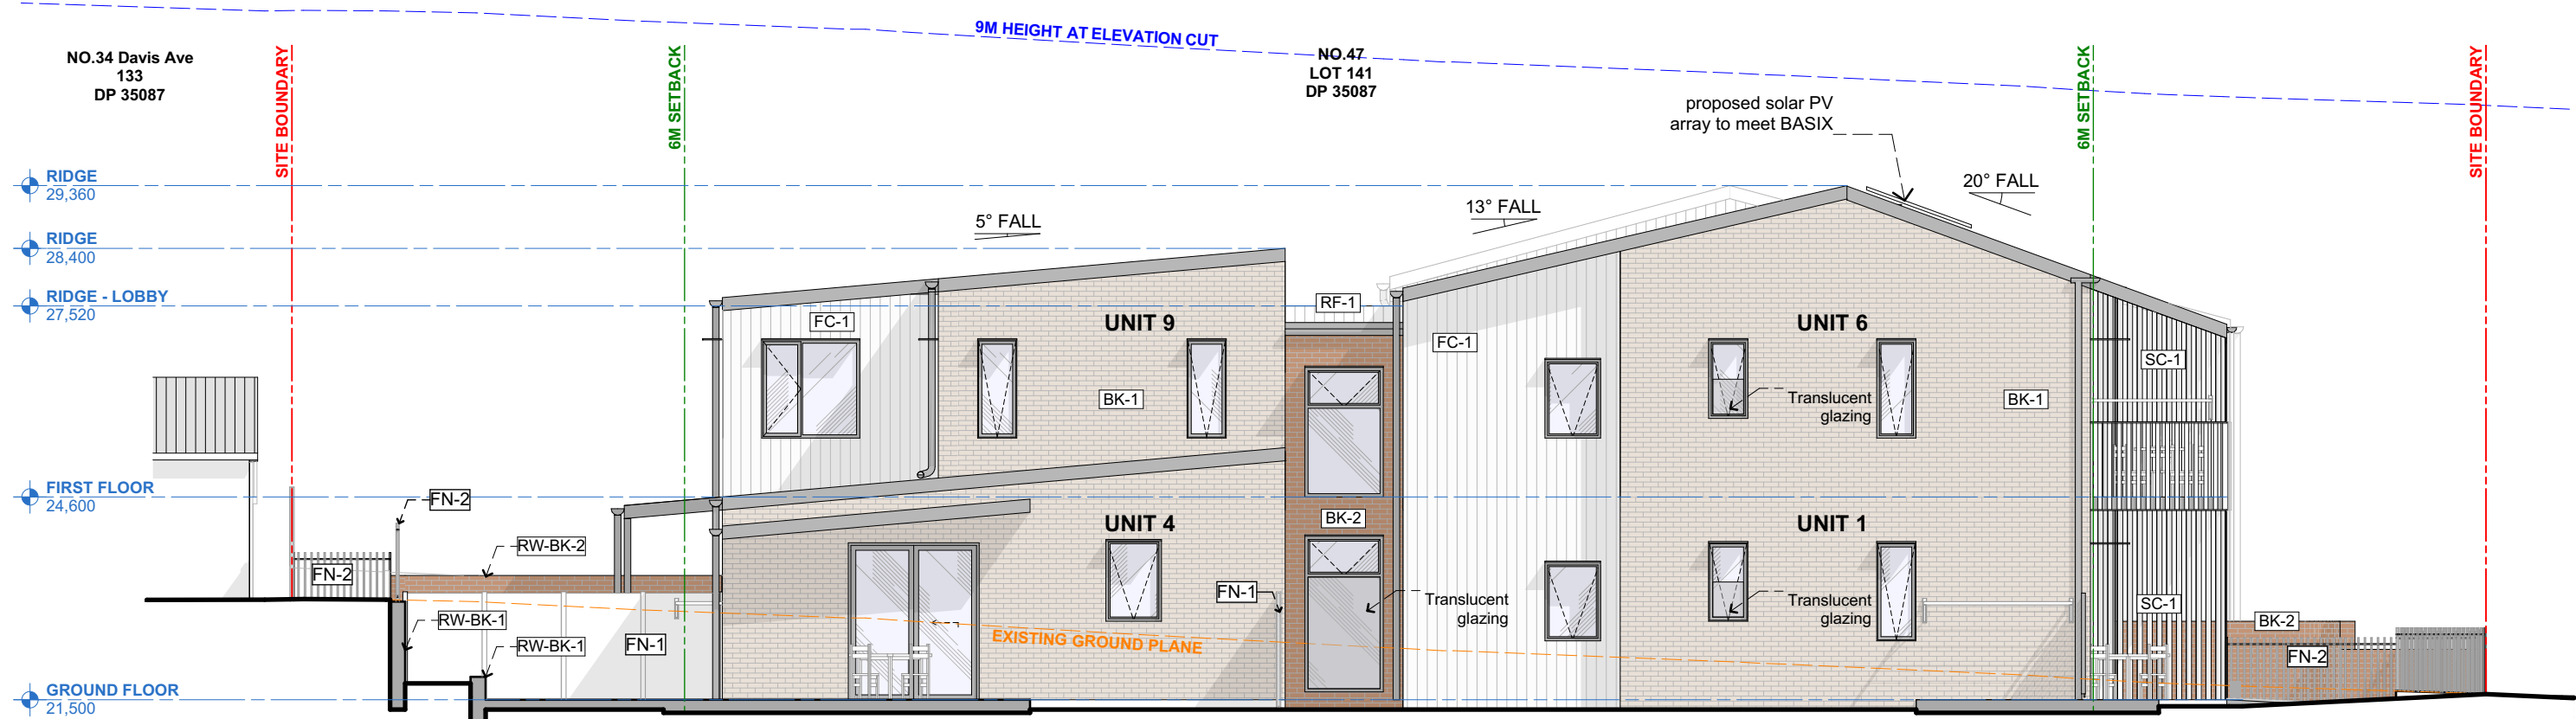 9M HEIGHT AT ELEVATION CUT
NO.34 Davis Ave
133
DP 35087
SITE BOUNDARY
6M SETBACK
NO.47
LOT 141
DP 35087
6M SETBACK
SITE BOUNDARY
proposed solar PV
array to meet BASIX
RIDGE
29,360
5° FALL
13° FALL
20° FALL
RIDGE
28,400
RIDGE - LOBBY
27,520
FC-1
UNIT 9
RF-1
FC-1
UNIT 6
SC-1
BK-1
Translucent
glazing
BK-1
FIRST FLOOR
24,600
FN-2
UNIT 4
BK-2
UNIT 1
RW-BK-2
FN-2
FN-1
Translucent
glazing
Translucent
glazing
SC-1
RW-BK-1
BK-2
RW-BK-1
FN-1
EXISTING GROUND PLANE
FN-2
GROUND FLOOR
21,500